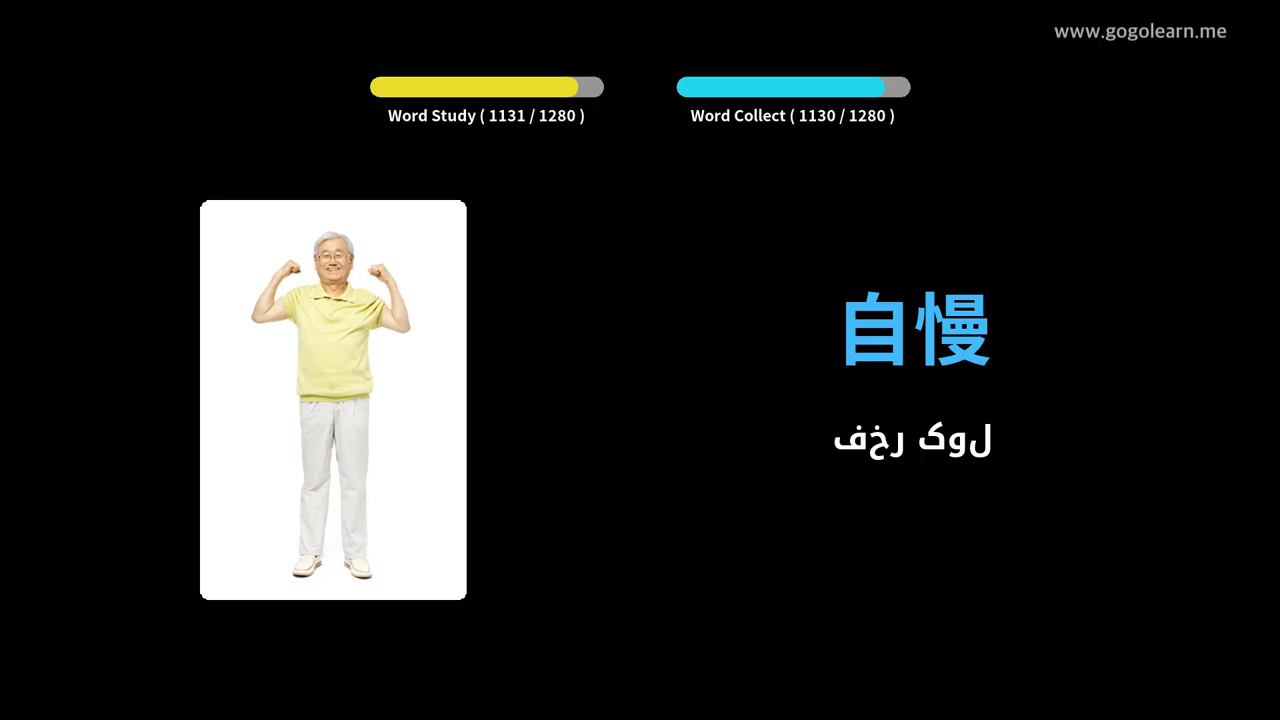 www.gogolearn.me
Word Study ( 1131 / 1280 )
Word Collect ( 1130 / 1280 )
自慢
لوک رخف